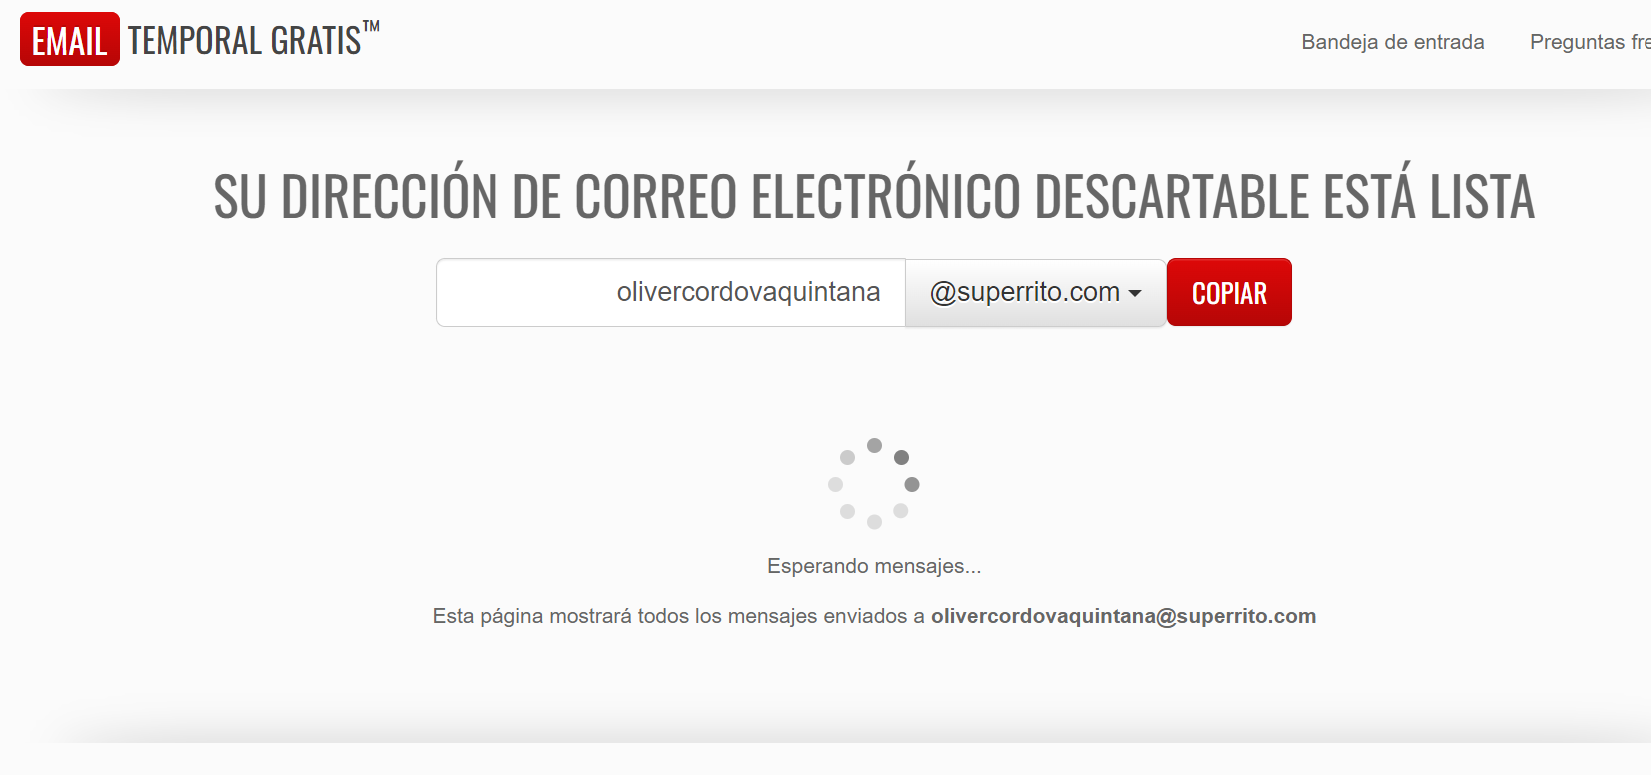 EMAIL TEMPORAL GRATIS™
Bandeja de entrada Preguntas fre
SU DIRECCIÓN DE CORREO ELECTRÓNICO DESCARTABLE ESTÁ LISTA
olivercordovaquintana @superrito.com COPIAR
Esperando mensajes...
Esta página mostrará todos los mensajes enviados a olivercordovaquintana@superrito.com